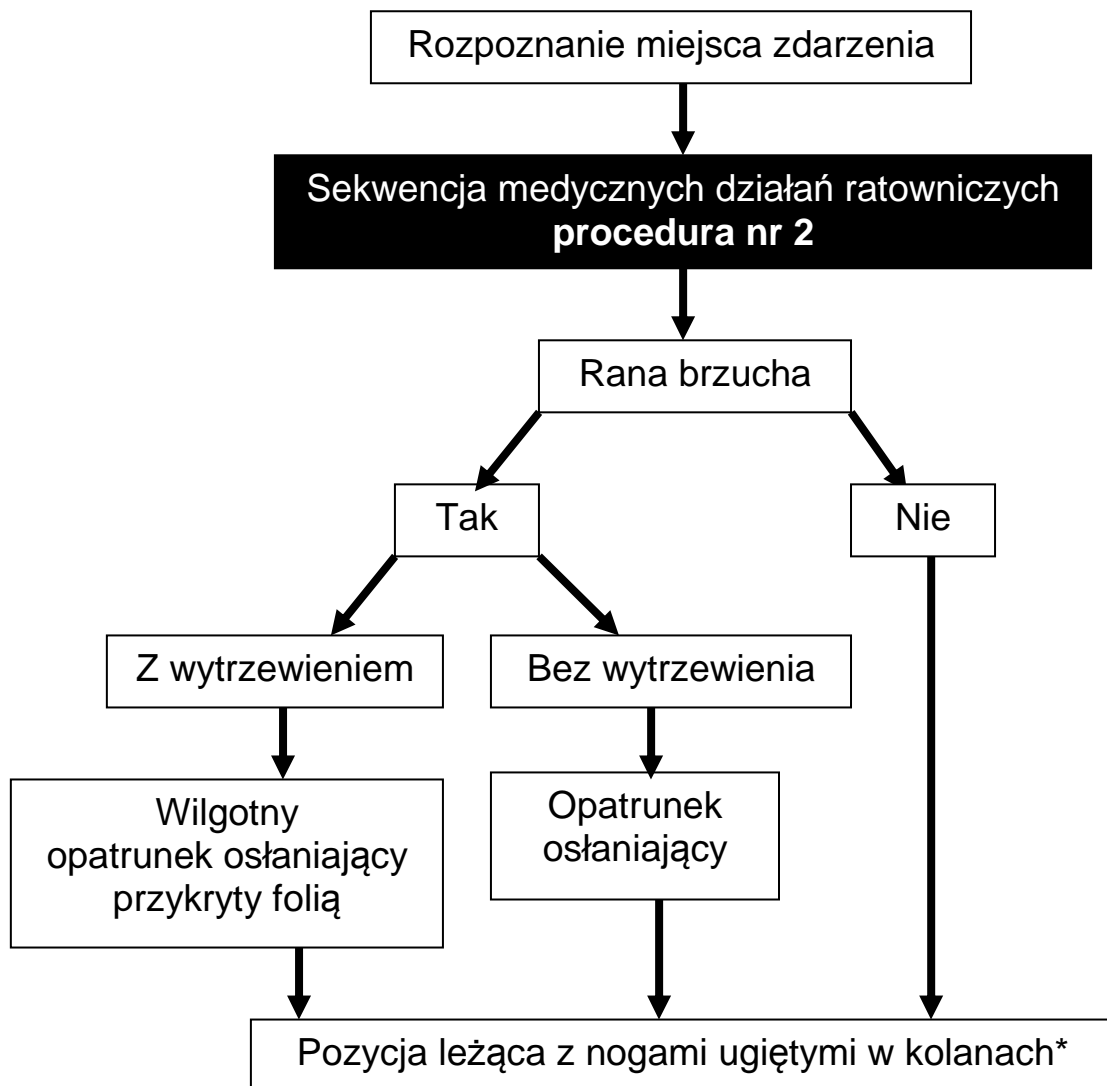 Rozpoznanie miejsca zdarzenia
Sekwencja medycznych działań ratowniczych
procedura nr 2
Rana brzucha
Tak
Nie
Z wytrzewieniem
Bez wytrzewienia
Wilgotny
opatrunek osłaniający
przykryty folią
Opatrunek
osłaniający
Pozycja leżąca z nogami ugiętymi w kolanach*